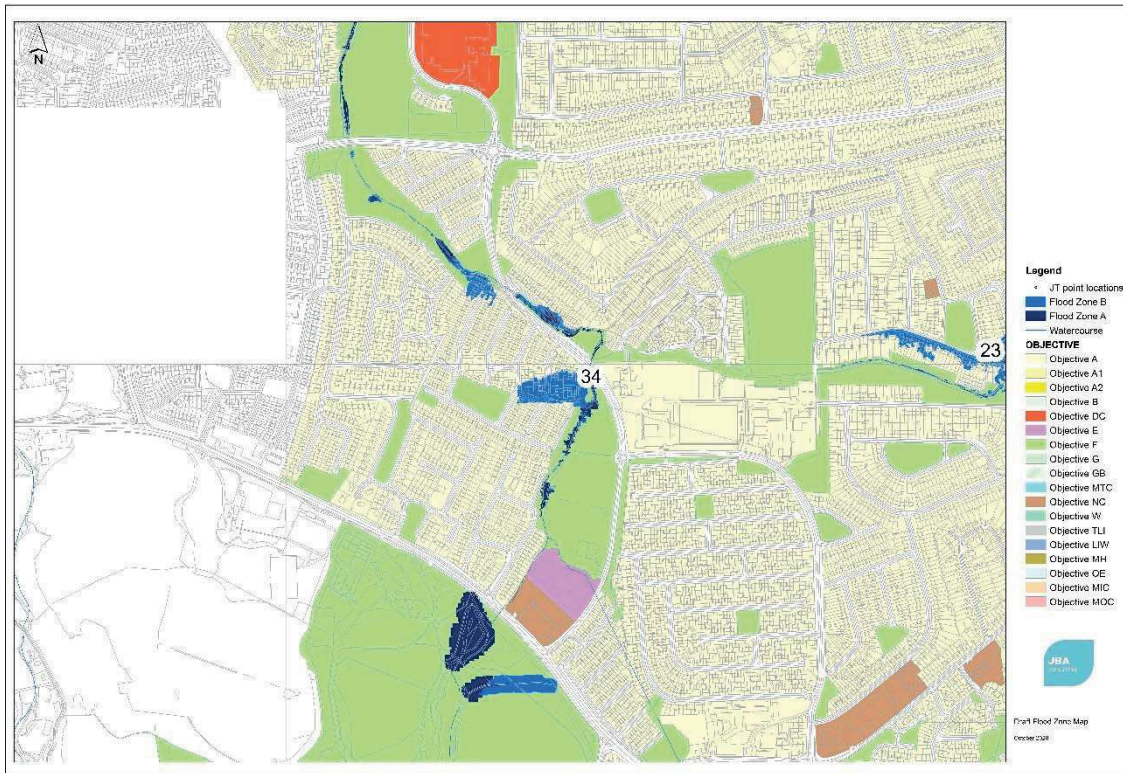 N
34
23
Legend
JT point locations
Flood Zone B
Flood Zone A
Watercourse
OBJECTIVE
Objective A
Objective A1
Objective A2
Objective B
Objective DC
Objective E
Objective F
Objective G
Objective GB
Objective MTC
Objective NC
Objective W
Objective TLI
Objective LIW
Objective MH
Objective OE
Objective MIC
Objective MOC
JBA
consulting
Draft Flood Zone Map
October